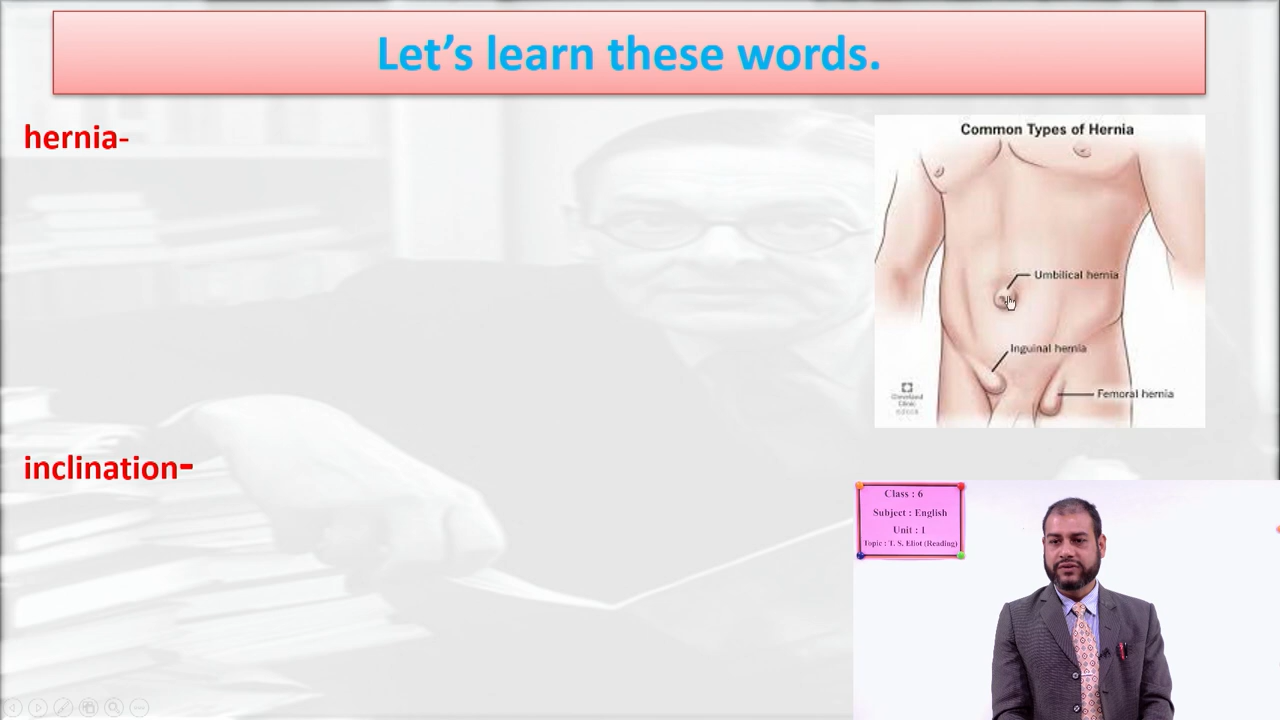 Let’s learn these words.
hernia-
Common Types of Hernia
Umbilical hernia
Inguinal hernia
Femoral hernia
Cleveland
Clinic
inclination-
Class : 6
Subject : English
Unit : 1
Topic : T. S. Eliot (Reading)